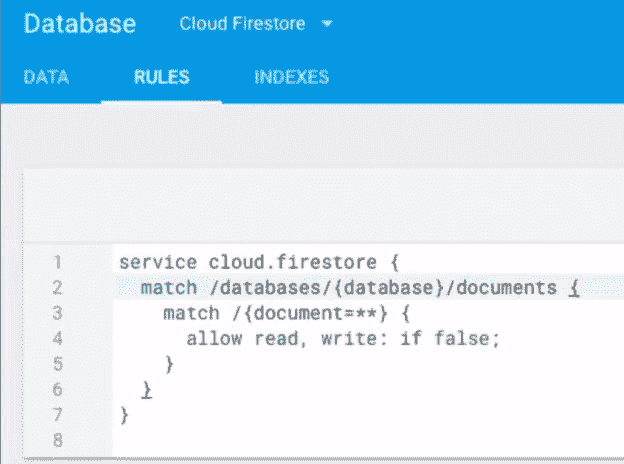 Database Cloud Firestore
DATA RULES INDEXES
1 service cloud.firestore {
2 match /databases/{database}/documents {
3 match /{document=**} {
4 allow read, write: if false;
5 }
6 }
7 }
8